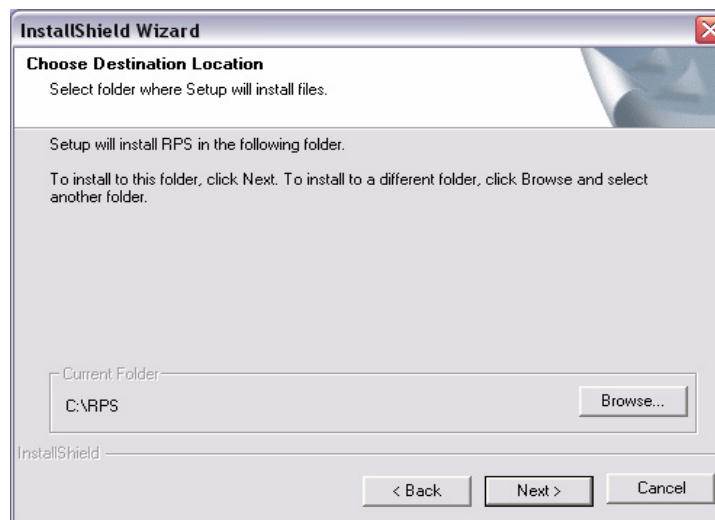 InstallShield Wizard
Choose Destination Location
Select folder where Setup will install files.
Setup will install RPS in the following folder.
To install to this folder, click Next. To install to a different folder, click Browse and select
another folder.
Current Folder
C:\RPS
Browse...
InstallShield
< Back
Next >
Cancel